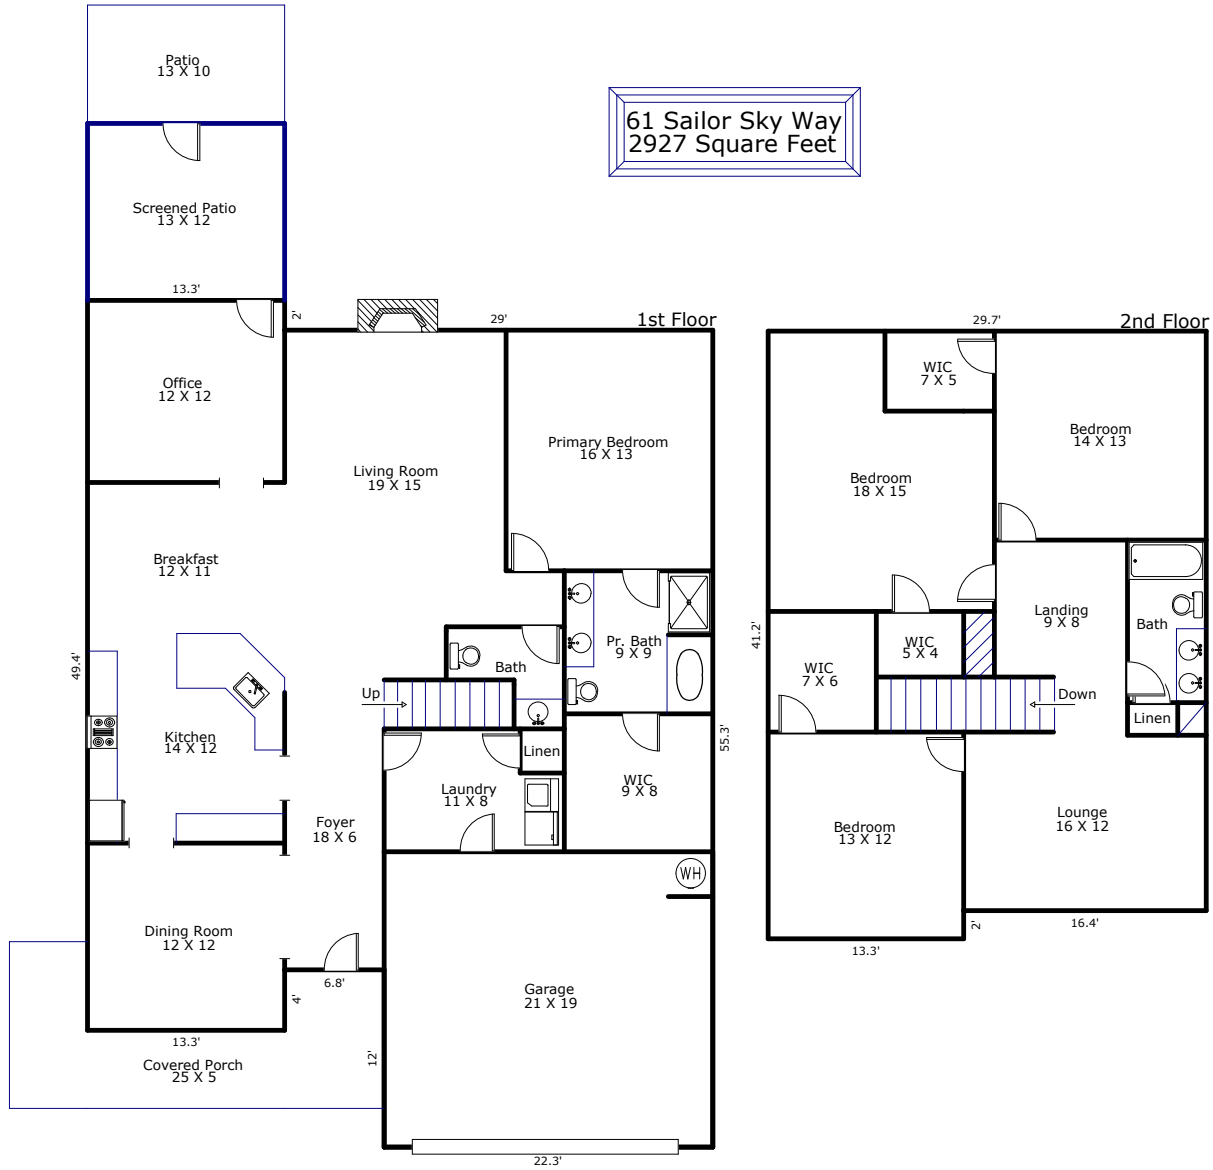 Patio
13 X 10
61 Sailor Sky Way
2927 Square Feet
Screened Patio
13 X 12
13.3'
2'
29'
1st Floor
29.7'
2nd Floor
Office
12 X 12
WIC
7 X 5
Primary Bedroom
16 X 13
Bedroom
14 X 13
Living Room
19 X 15
Bedroom
18 X 15
Breakfast
12 X 11
Landing
9 X 8
Bath
Pr. Bath
9 X 9
41.2'
WIC
5 X 4
49.4'
Bath
WIC
7 X 6
Up
Down
Kitchen
14 X 12
Linen
55.3'
Linen
Laundry
11 X 8
WIC
9 X 8
Foyer
18 X 6
Bedroom
13 X 12
Lounge
16 X 12
WH
Dining Room
12 X 12
2'
16.4'
13.3'
6.8'
4'
Garage
21 X 19
13.3'
12'
Covered Porch
25 X 5
22.3'